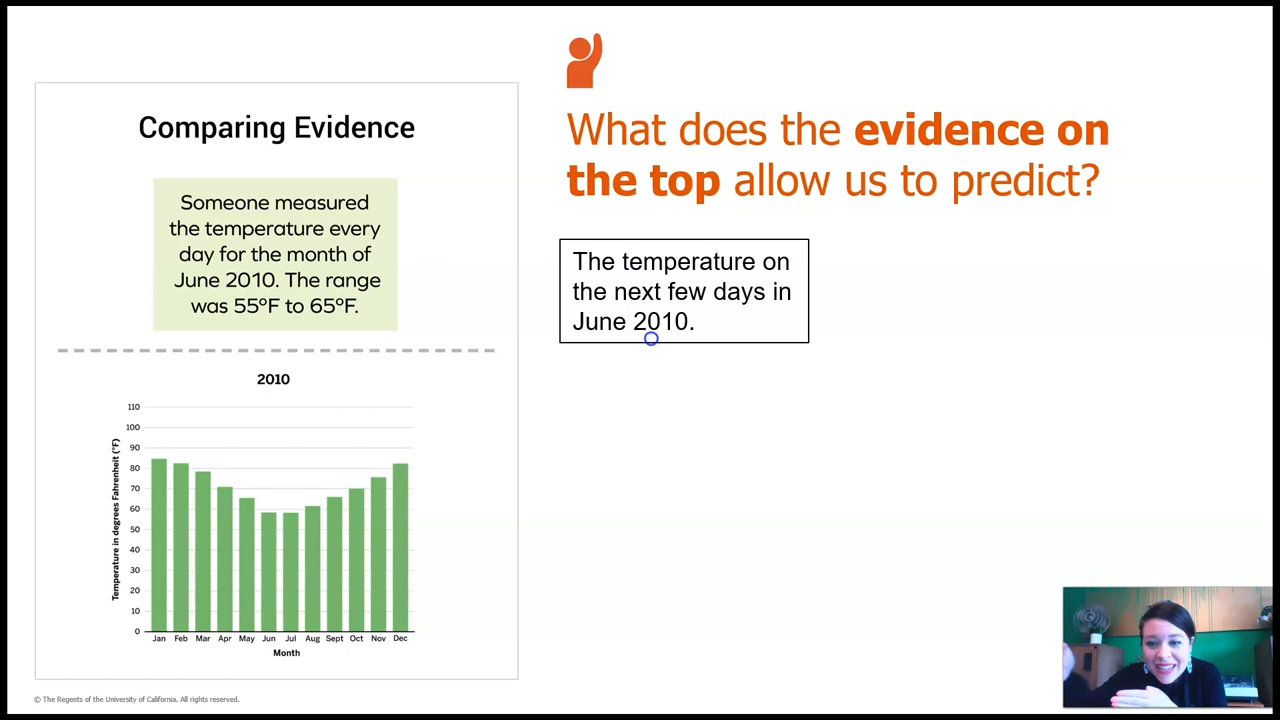 Comparing Evidence
Someone measured
the temperature every
day for the month of
June 2010. The range
was 55°F to 65°F.
2010
Temperature in degrees Fahrenheit (°F)
110
100
90
80
70
60
50
40
30
20
10
0
Jan Feb Mar Apr May Jun Jul Aug Sept Oct Nov Dec
Month
© The Regents of the University of California. All rights reserved.
What does the evidence on
the top allow us to predict?
The temperature on
the next few days in
June 2010.